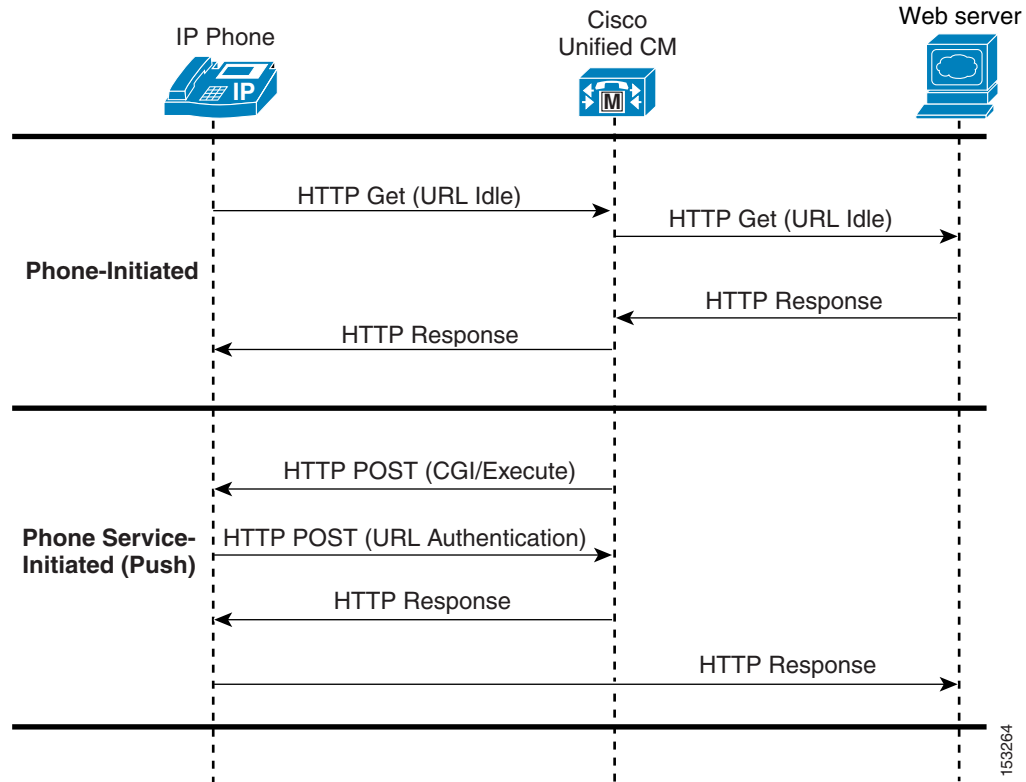 IP Phone
Cisco
Unified CM
Web server
IP
M
HTTP Get (URL Idle)
HTTP Get (URL Idle)
Phone-Initiated
HTTP Response
HTTP Response
HTTP POST (CGI/Execute)
Phone Service-
Initiated (Push)
HTTP POST (URL Authentication)
HTTP Response
HTTP Response
153264